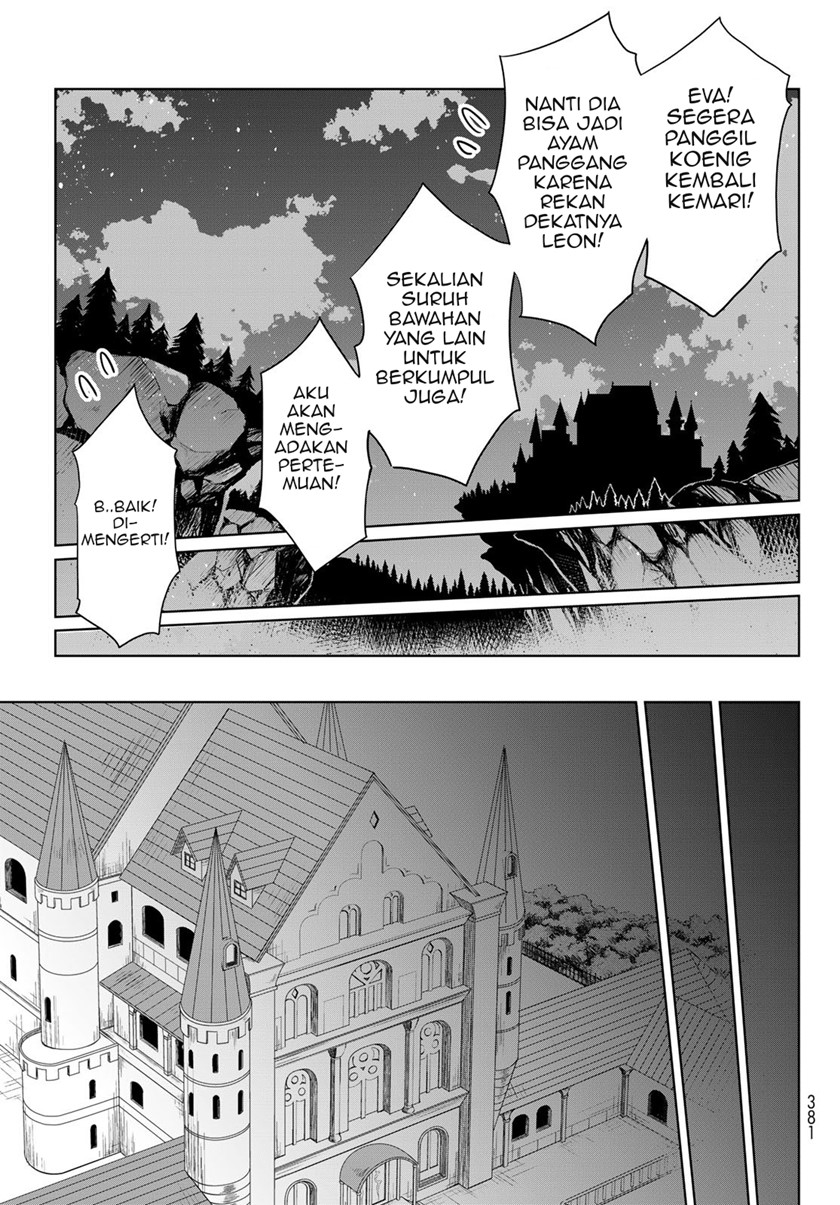 EVA!
SEGERA
PANGGIL
KOENIG
KEMBALI
KEMARI!
NANTI DIA
BISA JADI
AYAM
PANGGANG
KARENA
REKAN
DEKATNYA
LEON!
SEKALIAN
SURUH
BAWAHAN
YANG LAIN
UNTUK
BERKUMPUL
JUGA!
AKU
AKAN
MENG-
ADAKAN
PERTE-
MUAN!
B..BAIK!
DI-
MENGERTI!
381